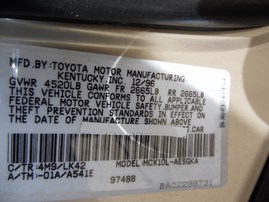 MFD.BY:TOYOTA MOTOR MANUFACTURING
KENTUCKY.INC. 12/96
GVWR 4520LB GAWR FR 2665LB RR 2665LB
THIS VEHICLE CONFORMS TO ALL APPLICABLE
FEDERAL MOTOR VEHICLE SAFETY,BUMPER,AND
THEFT PREVENTION STANDARDS IN EFFECT ON
THE DATE OF MANUFACTURE SHOWN ABOVE.
.CAR
C/TR:4M9/LK42 MODEL:MCX10L-AESGKA
A/TM:-01A/A541E
97488